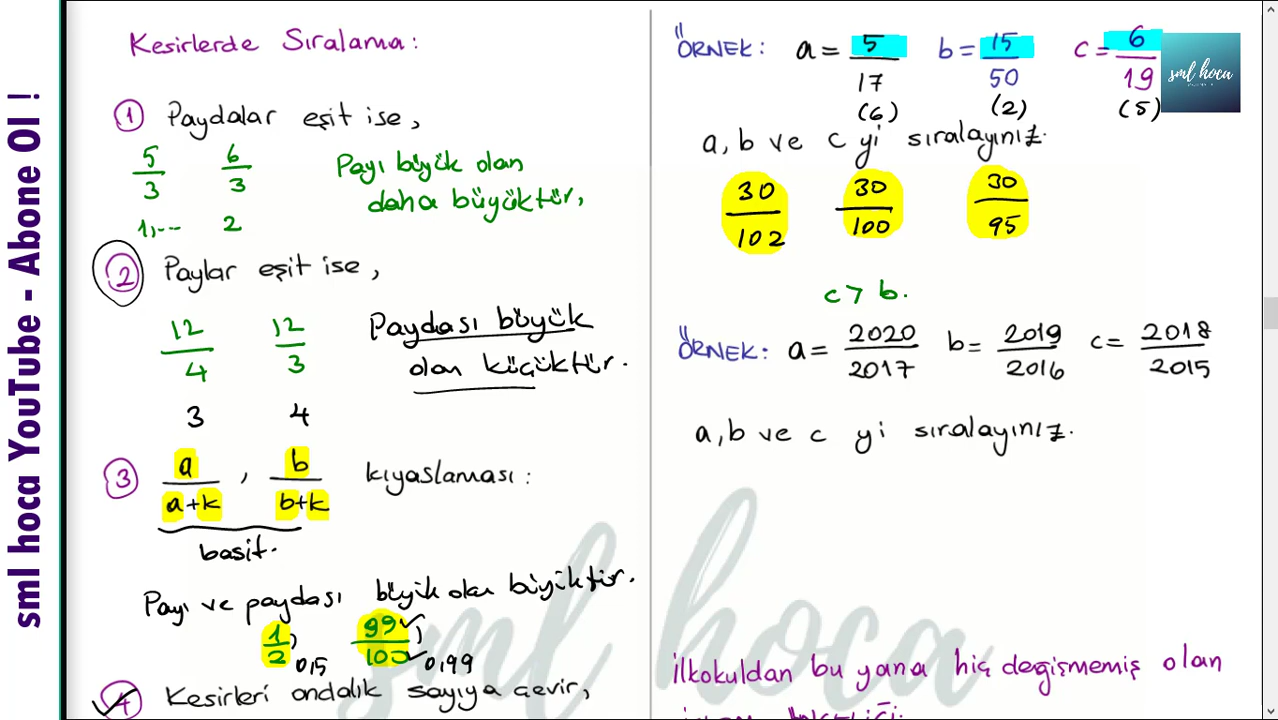 sml hoca YouTube - Abone Ol !
Kesirlerde Sıralama:
① Paydalar eşit ise,
5/3 6/3
Payı büyük olan
daha büyüktür,
1,... 2
② Paylar eşit ise,
12/4 12/3
Paydası büyük
olan küçüktür.
3 4
③ a/a+k , b/b+k kıyaslaması:
basit.
Payı ve paydası büyük olan büyüktür.
1/2 0,5 99/100 0,99
④ Kesirleri ondalık sayıya çevir,
ÖRNEK: a = 5/17 b = 15/50 c = 6/19
(6) (2) (5)
sml hoca
a, b ve c yi sıralayınız.
30/102 30/100 30/95
c > b.
ÖRNEK: a = 2020/2017 b = 2019/2016 c = 2018/2015
a, b ve c yi sıralayınız.
sml hoca
İlkokuldan bu yana hiç değişmemiş olan